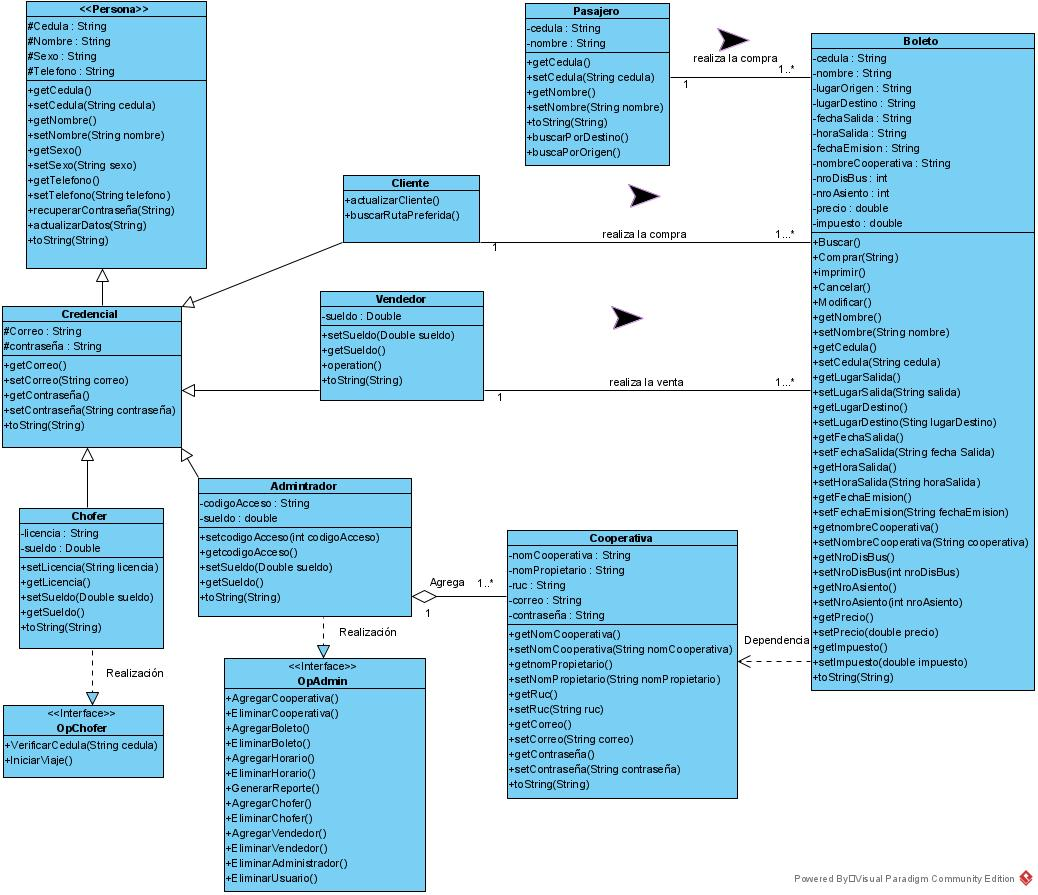 <<Persona>>
#Cedula : String
#Nombre : String
#Sexo : String
#Telefono : String
+getCedula()
+setCedula(String cedula)
+getNombre()
+setNombre(String nombre)
+getSexo()
+setSexo(String sexo)
+getTelefono()
+setTelefono(String telefono)
+recuperarContraseña(String)
+actualizarDatos(String)
+toString(String)
Pasajero
-cedula : String
-nombre : String
+getCedula()
+setCedula(String cedula)
+getNombre()
+setNombre(String nombre)
+toString(String)
+buscarPorDestino()
+buscaPorOrigen()
realiza la compra
1
1..*
Boleto
-cedula : String
-nombre : String
-lugarOrigen : String
-lugarDestino : String
-fechaSalida : String
-horaSalida : String
-fechaEmision : String
-nombreCooperativa : String
-nroDisBus : int
-nroAsiento : int
-precio : double
-impuesto : double
+Buscar()
+Comprar(String)
+imprimir()
+Cancelar()
+Modificar()
+getNombre()
+setNombre(String nombre)
+getCedula()
+setCedula(String cedula)
+getLugarSalida()
+setLugarSalida(String salida)
+getLugarDestino()
+setLugarDestino(Sting lugarDestino)
+getFechaSalida()
+setFechaSalida(String fecha Salida)
+getHoraSalida()
+setHoraSalida(String horaSalida)
+getFechaEmision()
+setFechaEmision(String fechaEmision)
+getnombreCooperativa()
+setNombreCooperativa(String cooperativa)
+getNroDisBus()
+setNroDisBus(int nroDisBus)
+getNroAsiento()
+setNroAsiento(int nroAsiento)
+getPrecio()
+setPrecio(double precio)
+getImpuesto()
+setImpuesto(double impuesto)
+toString(String)
Cliente
+actualizarCliente()
+buscarRutaPreferida()
realiza la compra
1
1...*
Credencial
#Correo : String
#contraseña : String
+getCorreo()
+setCorreo(String correo)
+getContraseña()
+setContraseña(String contraseña)
+toString(String)
Vendedor
-sueldo : Double
+setSueldo(Double sueldo)
+getSueldo()
+operation()
+toString(String)
realiza la venta
1
1...*
Chofer
-licencia : String
-sueldo : Double
+setLicencia(String licencia)
+getLicencia()
+setSueldo(Double sueldo)
+getSueldo()
+toString(String)
Realización
<<Interface>>
OpChofer
+VerificarCedula(String cedula)
+IniciarViaje()
Admintrador
-codigoAcceso : String
-sueldo : double
+setcodigoAcceso(int codigoAcceso)
+getcodigoAcceso()
+setSueldo(Double sueldo)
+getSueldo()
+toString(String)
Agrega
1..*
1
Realización
<<Interface>>
OpAdmin
+AgregarCooperativa()
+EliminarCooperativa()
+AgregarBoleto()
+EliminarBoleto()
+AgregarHorario()
+EliminarHorario()
+GenerarReporte()
+AgregarChofer()
+EliminarChofer()
+AgregarVendedor()
+EliminarVendedor()
+EliminarAdministrador()
+EliminarUsuario()
Cooperativa
-nomCooperativa : String
-nomPropietario : String
-ruc : String
-correo : String
-contraseña : String
+getNomCooperativa()
+setNomCooperativa(String nomCooperativa)
+getnomPropietario()
+setNomPropietario(String nomPropietario)
+getRuc()
+setRuc(String ruc)
+getCorreo()
+setCorreo(String correo)
+getContraseña()
+setContraseña(String contraseña)
+toString(String)
Dependencia
Powered By□Visual Paradigm Community Edition